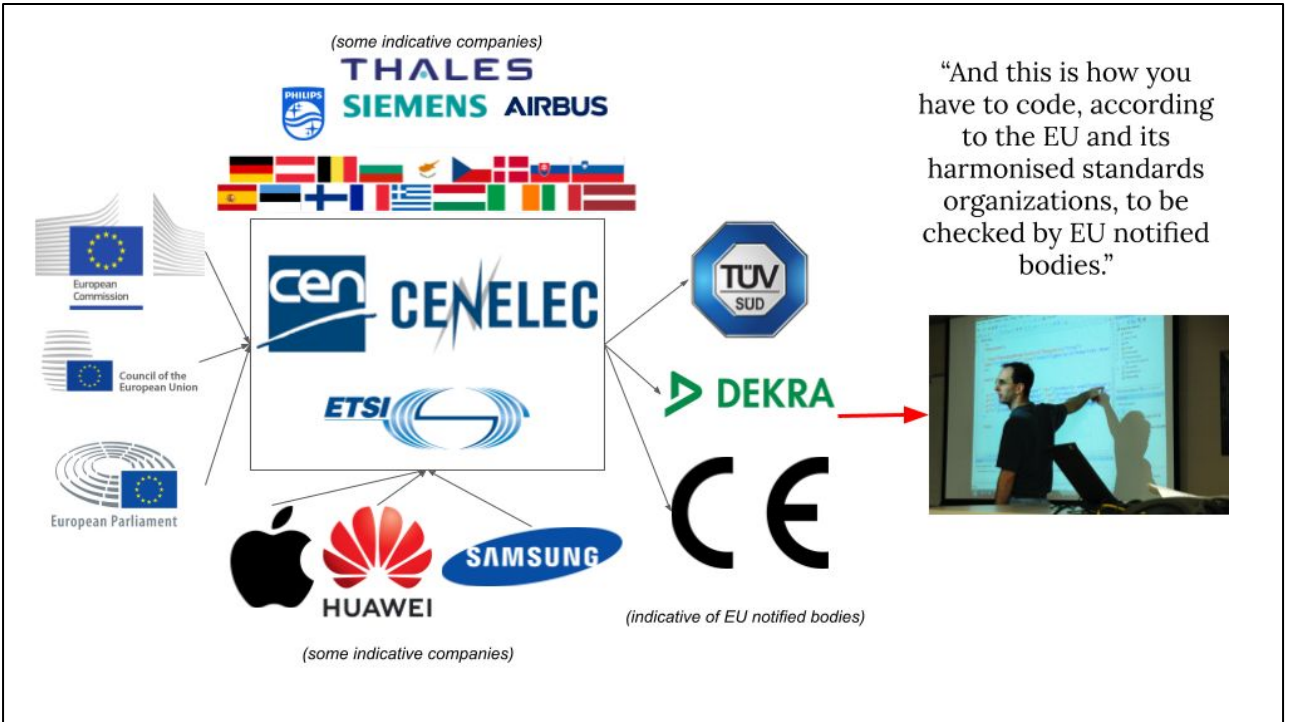 (some indicative companies)
THALES
PHILIPS
SIEMENS AIRBUS
European
Commission
Council of the
European Union
European Parliament
cen
CENELEC
ETSI
HUAWEI
SAMSUNG
(some indicative companies)
TÜV
SÜD
DEKRA
CE
(indicative of EU notified bodies)
“And this is how you
have to code, according
to the EU and its
harmonised standards
organizations, to be
checked by EU notified
bodies.”